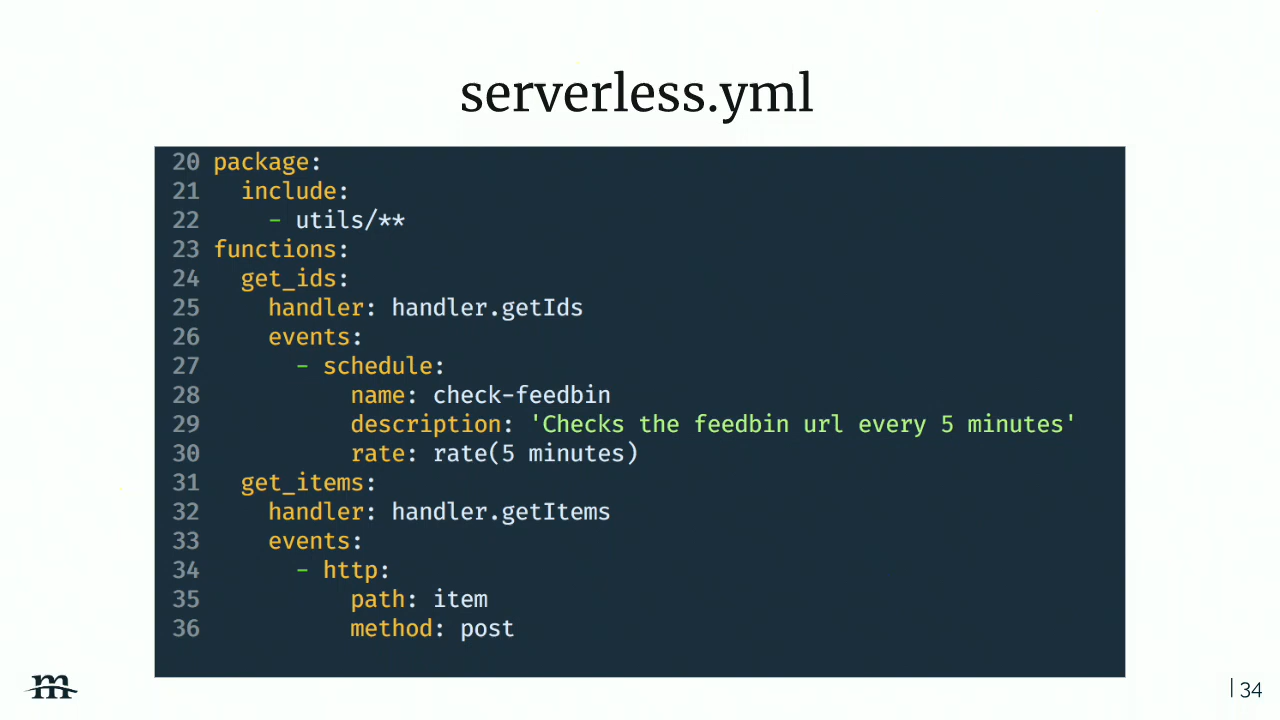 serverless.yml
20 package:
21   include:
22     - utils/**
23 functions:
24   get_ids:
25     handler: handler.getIds
26     events:
27       - schedule:
28           name: check-feedbin
29           description: 'Checks the feedbin url every 5 minutes'
30           rate: rate(5 minutes)
31   get_items:
32     handler: handler.getItems
33     events:
34       - http:
35           path: item
36           method: post
m
| 34